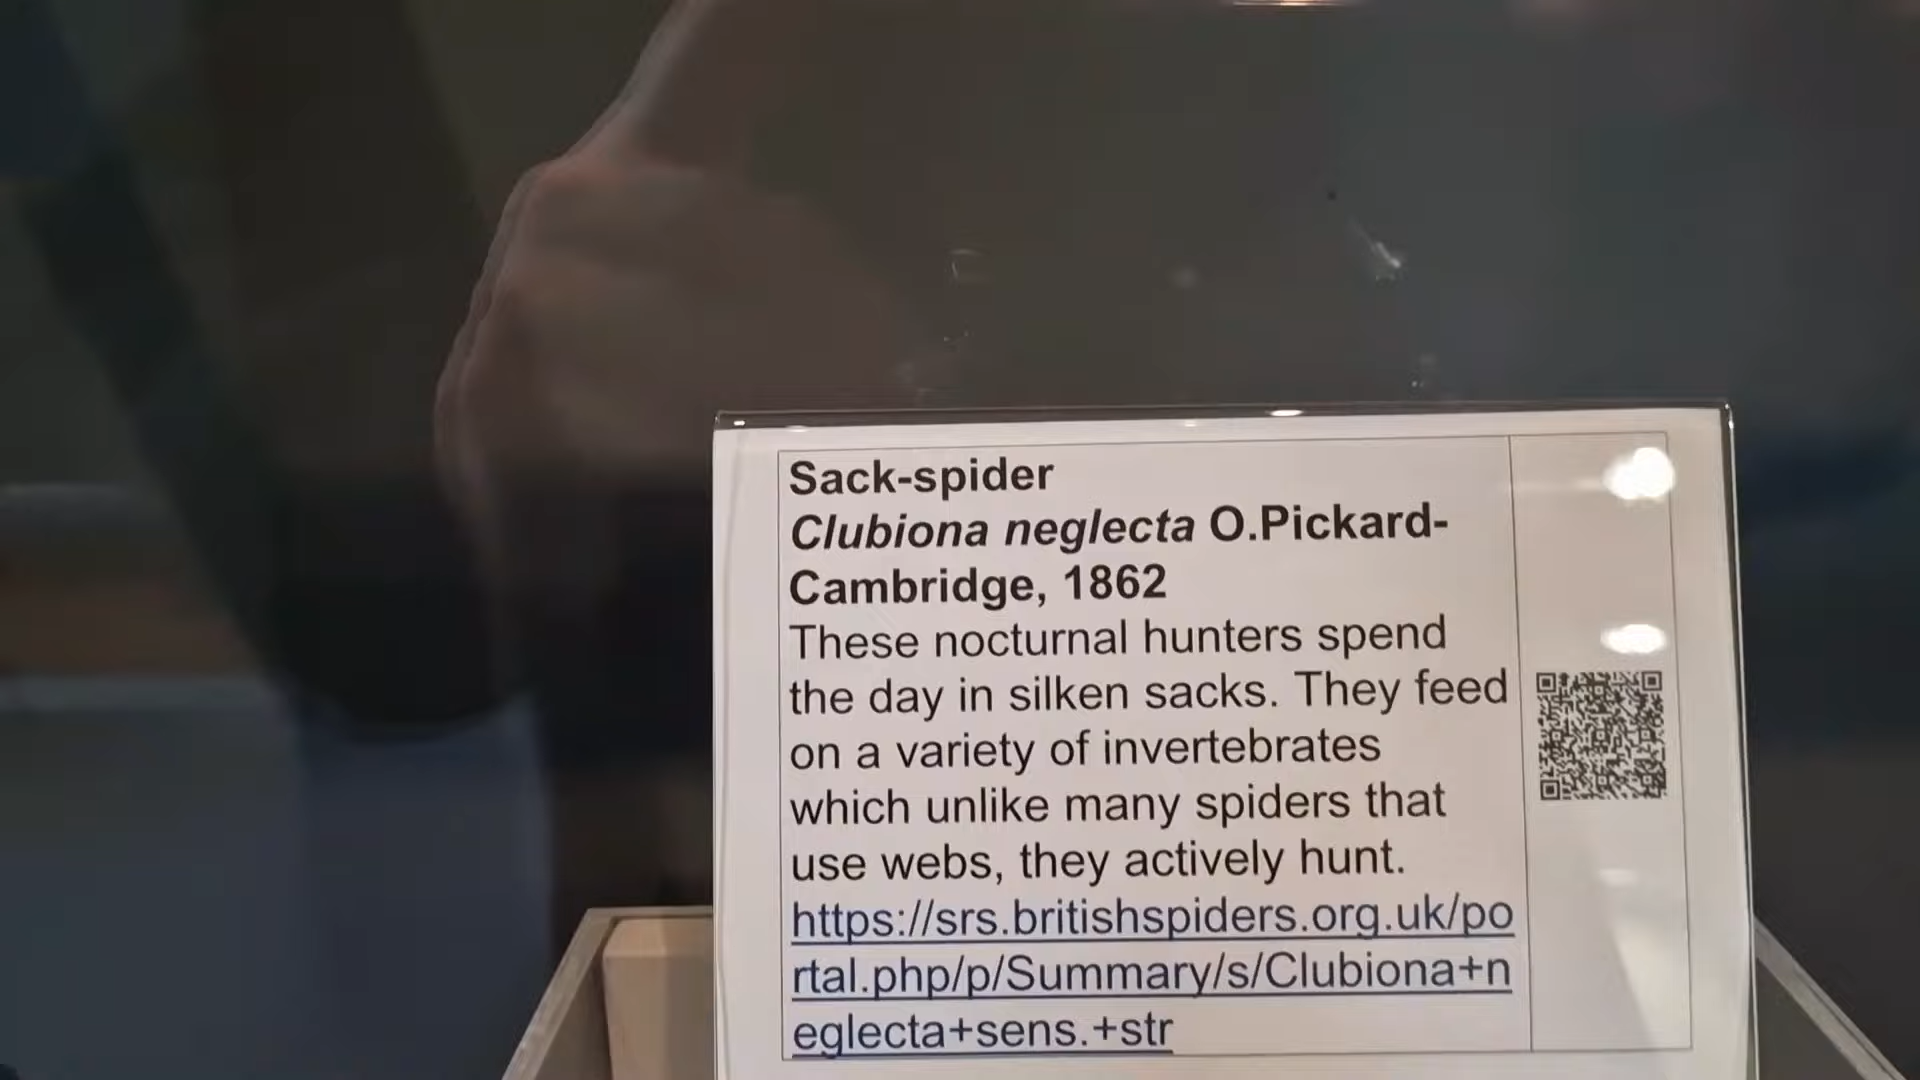 Sack-spider
Clubiona neglecta O.Pickard-
Cambridge, 1862
These nocturnal hunters spend
the day in silken sacks. They feed
on a variety of invertebrates
which unlike many spiders that
use webs, they actively hunt.
https://srs.britishspiders.org.uk/po
rtal.php/p/Summary/s/Clubiona+n
eglecta+sens.+str